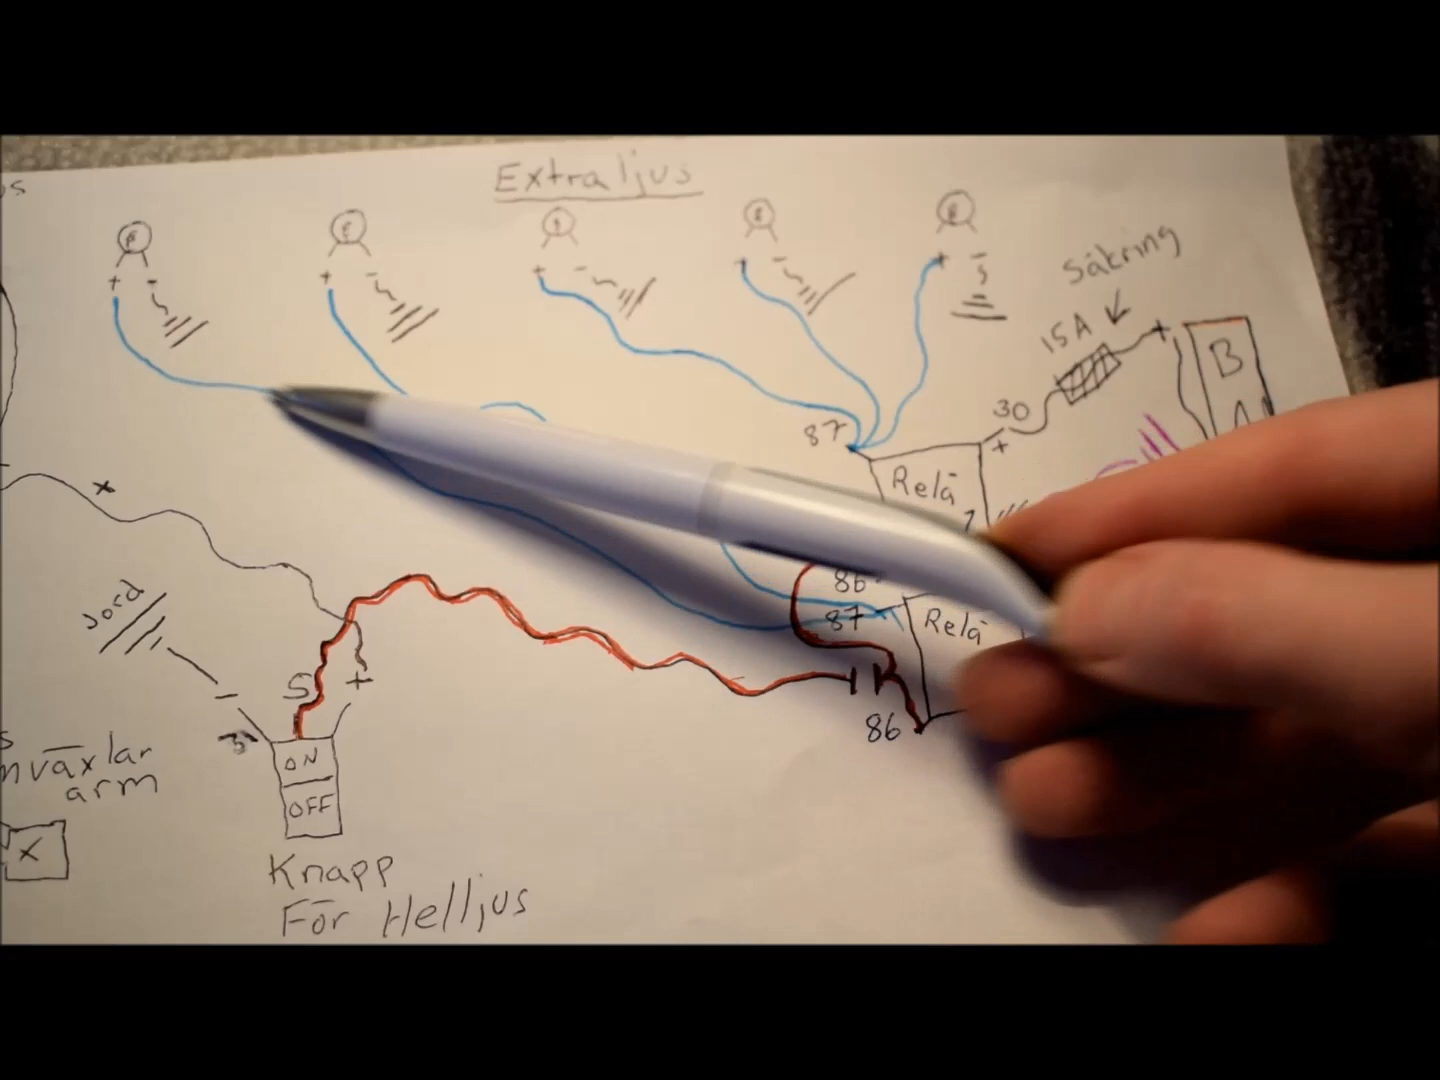 Extraljus
Säkring
15A
+ - + - + - + - + -
+
B
30
+
87
Relä
86
87
Relä
86
x
Jord
-
S
+
ON
OFF
växlar
arm
X
Knapp
För Helljus